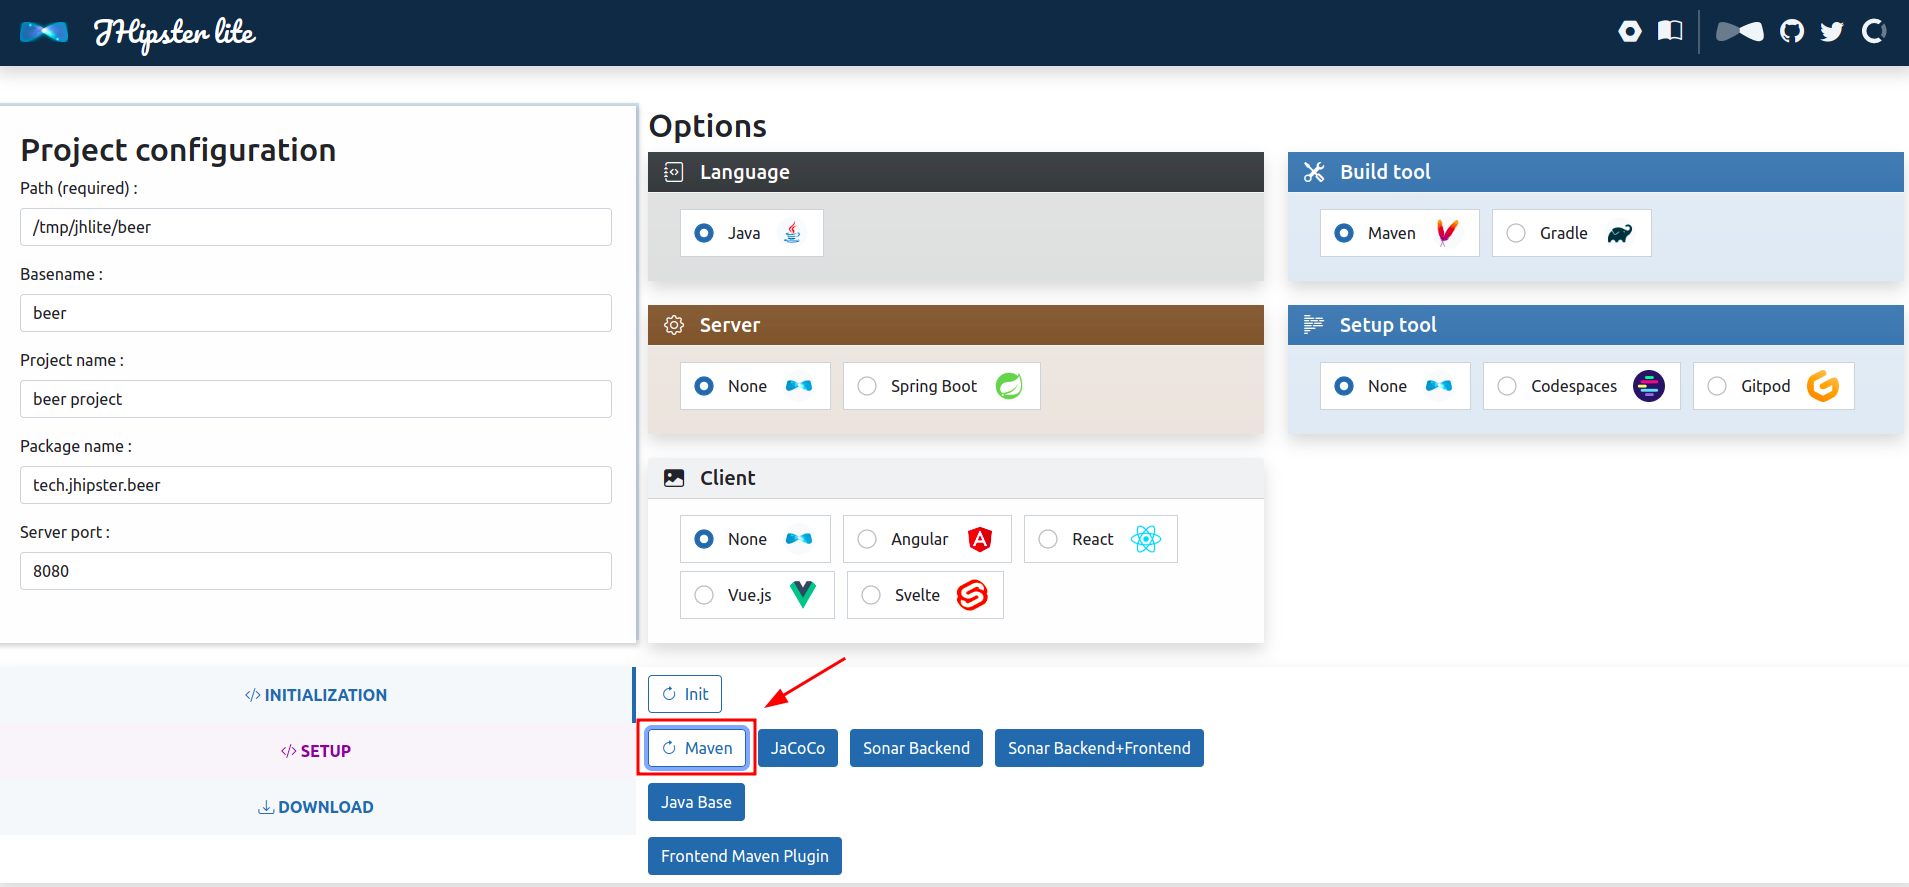 JHipster lite
Project configuration
Path (required) :
/tmp/jhlite/beer
Basename :
beer
Project name :
beer project
Package name :
tech.jhipster.beer
Server port :
8080
Options
Language
Java
Build tool
Maven Gradle
Server
None Spring Boot
Setup tool
None Codespaces Gitpod
Client
None Angular React
Vue.js Svelte
</> INITIALIZATION
</> SETUP
DOWNLOAD
Init
Maven JaCoCo Sonar Backend Sonar Backend+Frontend
Java Base
Frontend Maven Plugin